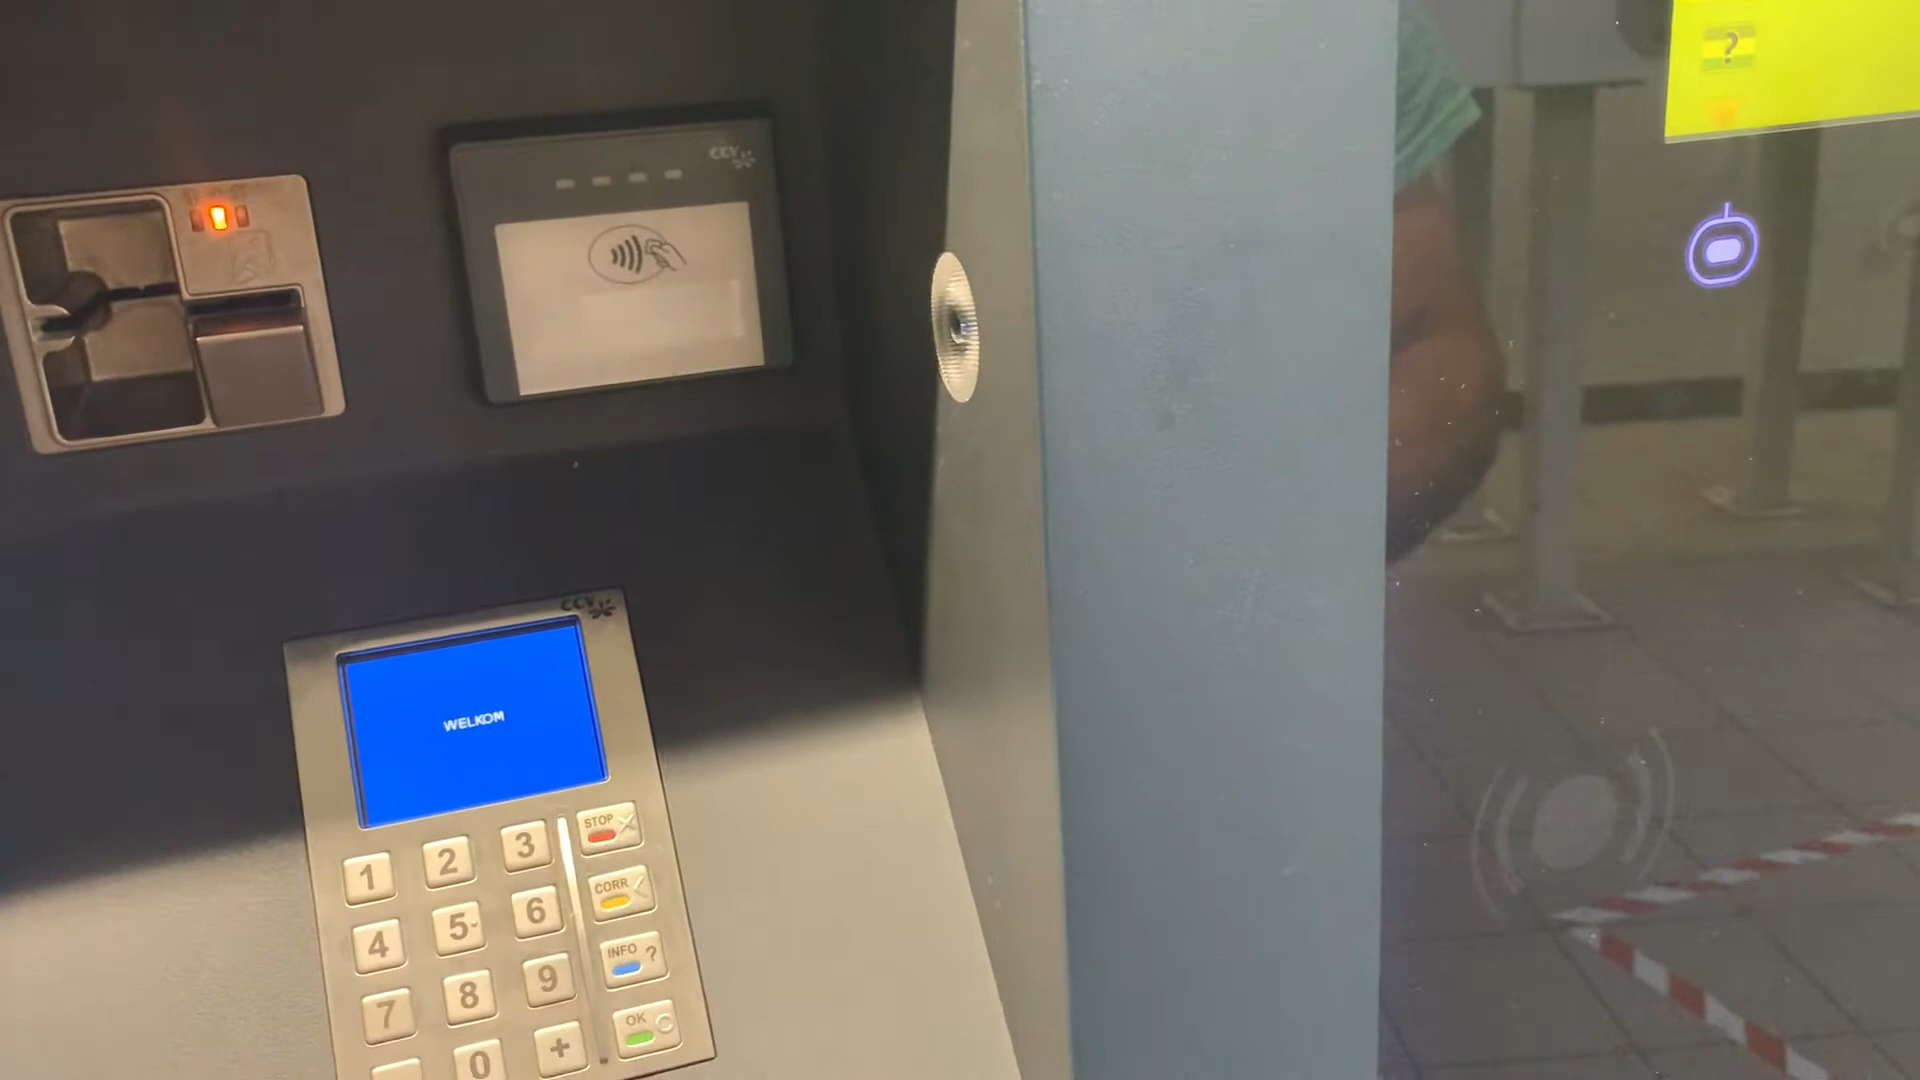 ?
CCV
CCV
WELKOM
1 2 3 STOP
4 5 6 CORR
7 8 9 INFO ?
0 + OK